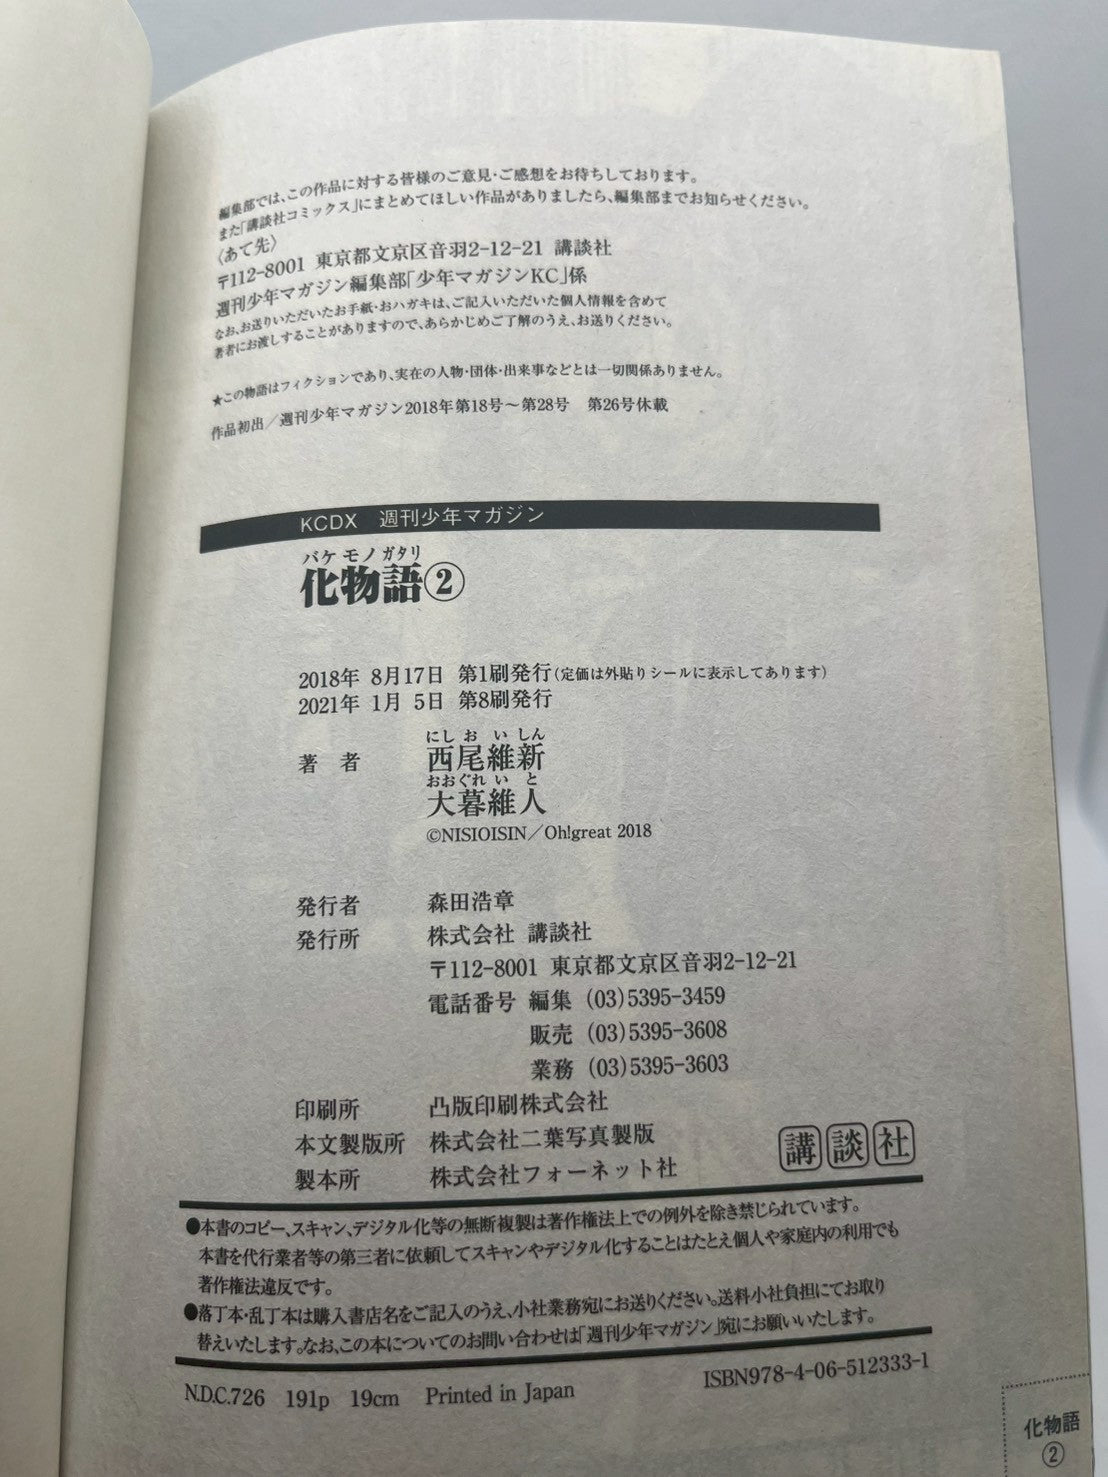 編集部では、この作品に対する皆様のご意見・ご感想をお待ちしております。
また「講談社コミックス」にまとめてほしい作品がありましたら、編集部までお知らせください。
〈あて先〉
〒112-8001 東京都文京区音羽2-12-21 講談社
週刊少年マガジン編集部「少年マガジンKC」係
なお、お送りいただいたお手紙・おハガキは、ご記入いただいた個人情報を含めて
著者にお渡しすることがありますので、あらかじめご了解のうえ、お送りください。
★この物語はフィクションであり、実在の人物・団体・出来事などとは一切関係ありません。
作品初出／週刊少年マガジン2018年第18号〜第28号 第26号休載
KCDX 週刊少年マガジン
バケモノガタリ
化物語②
2018年 8月17日 第1刷発行(定価は外貼りシールに表示してあります)
2021年 1月 5日 第8刷発行
にしおいしん
著者 西尾維新
おおぐれいと
大暮維人
©NISIOISIN／Oh!great 2018
発行者 森田浩章
発行所 株式会社 講談社
〒112-8001 東京都文京区音羽2-12-21
電話番号 編集 (03)5395-3459
販売 (03)5395-3608
業務 (03)5395-3603
印刷所 凸版印刷株式会社
本文製版所 株式会社二葉写真製版
製本所 株式会社フォーネット社
講談社
●本書のコピー、スキャン、デジタル化等の無断複製は著作権法上での例外を除き禁じられています。
本書を代行業者等の第三者に依頼してスキャンやデジタル化することはたとえ個人や家庭内の利用でも
著作権法違反です。
●落丁本・乱丁本は購入書店名をご記入のうえ、小社業務宛にお送りください。送料小社負担にてお取り
替えいたします。なお、この本についてのお問い合わせは「週刊少年マガジン」宛にお願いいたします。
N.D.C.726 191p 19cm Printed in Japan ISBN978-4-06-512333-1
化物語
②